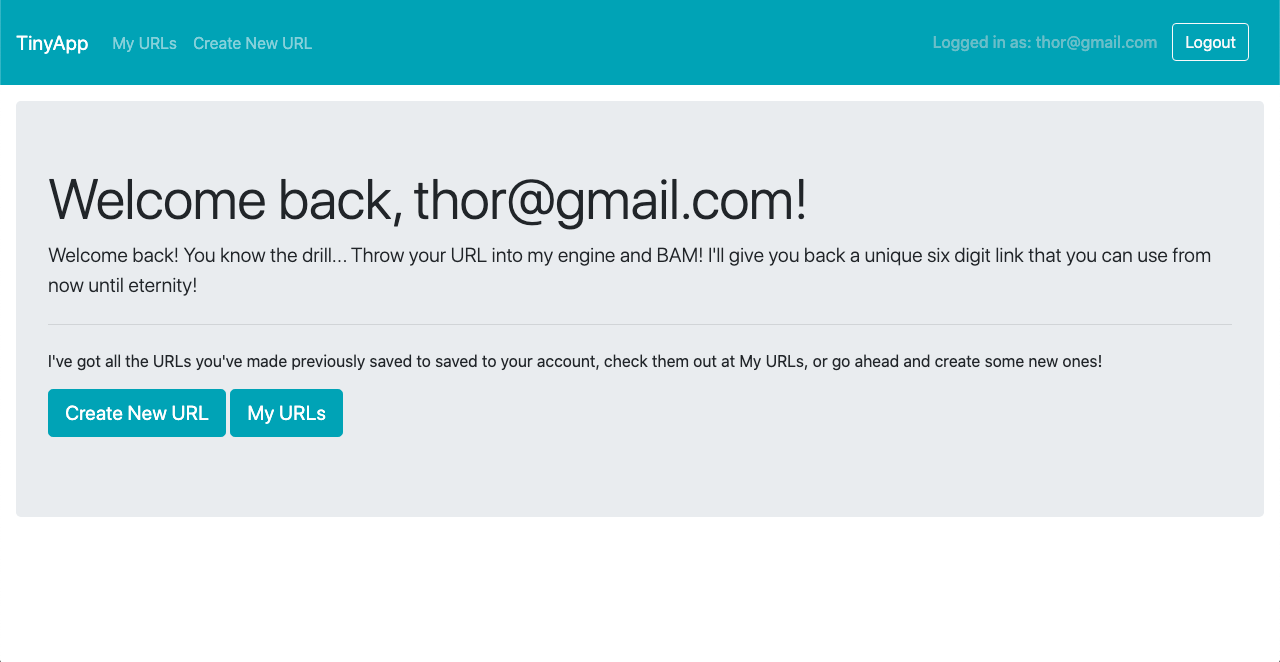 TinyApp My URLs Create New URL Logged in as: thor@gmail.com Logout
Welcome back, thor@gmail.com!
Welcome back! You know the drill... Throw your URL into my engine and BAM! I'll give you back a unique six digit link that you can use from
now until eternity!
I've got all the URLs you've made previously saved to saved to your account, check them out at My URLs, or go ahead and create some new ones!
Create New URL My URLs